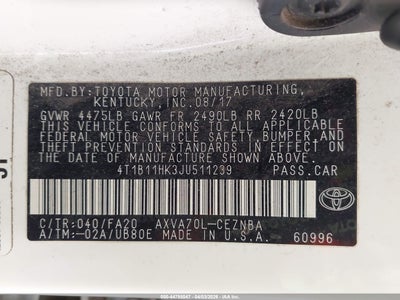 MFD.BY: TOYOTA MOTOR MANUFACTURING,
KENTUCKY, INC. 08/17
GVWR 4475LB GAWR FR 2490LB RR 2420LB
THIS VEHICLE CONFORMS TO ALL APPLICABLE
FEDERAL MOTOR VEHICLE SAFETY, BUMPER, AND
THEFT PREVENTION STANDARDS IN EFFECT ON
THE DATE OF MANUFACTURE SHOWN ABOVE.
4T1B11HK3JU511239 PASS.CAR
C/TR:040/FA20 AXVA70L-CEZNBA
A/TM:-02A/UB80E MADE IN U.S.A.
TOYOTA
60996